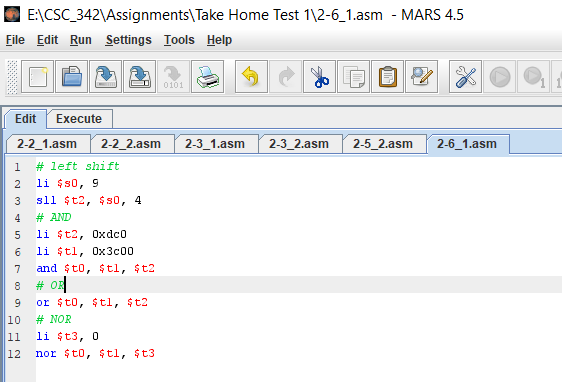 E:\CSC_342\Assignments\Take Home Test 1\2-6_1.asm - MARS 4.5
File Edit Run Settings Tools Help
Edit Execute
2-2_1.asm 2-2_2.asm 2-3_1.asm 2-3_2.asm 2-5_2.asm 2-6_1.asm
1 # left shift
2 li $s0, 9
3 sll $t2, $s0, 4
4 # AND
5 li $t2, 0xdc0
6 li $t1, 0x3c00
7 and $t0, $t1, $t2
8 # OR
9 or $t0, $t1, $t2
10 # NOR
11 li $t3, 0
12 nor $t0, $t1, $t3